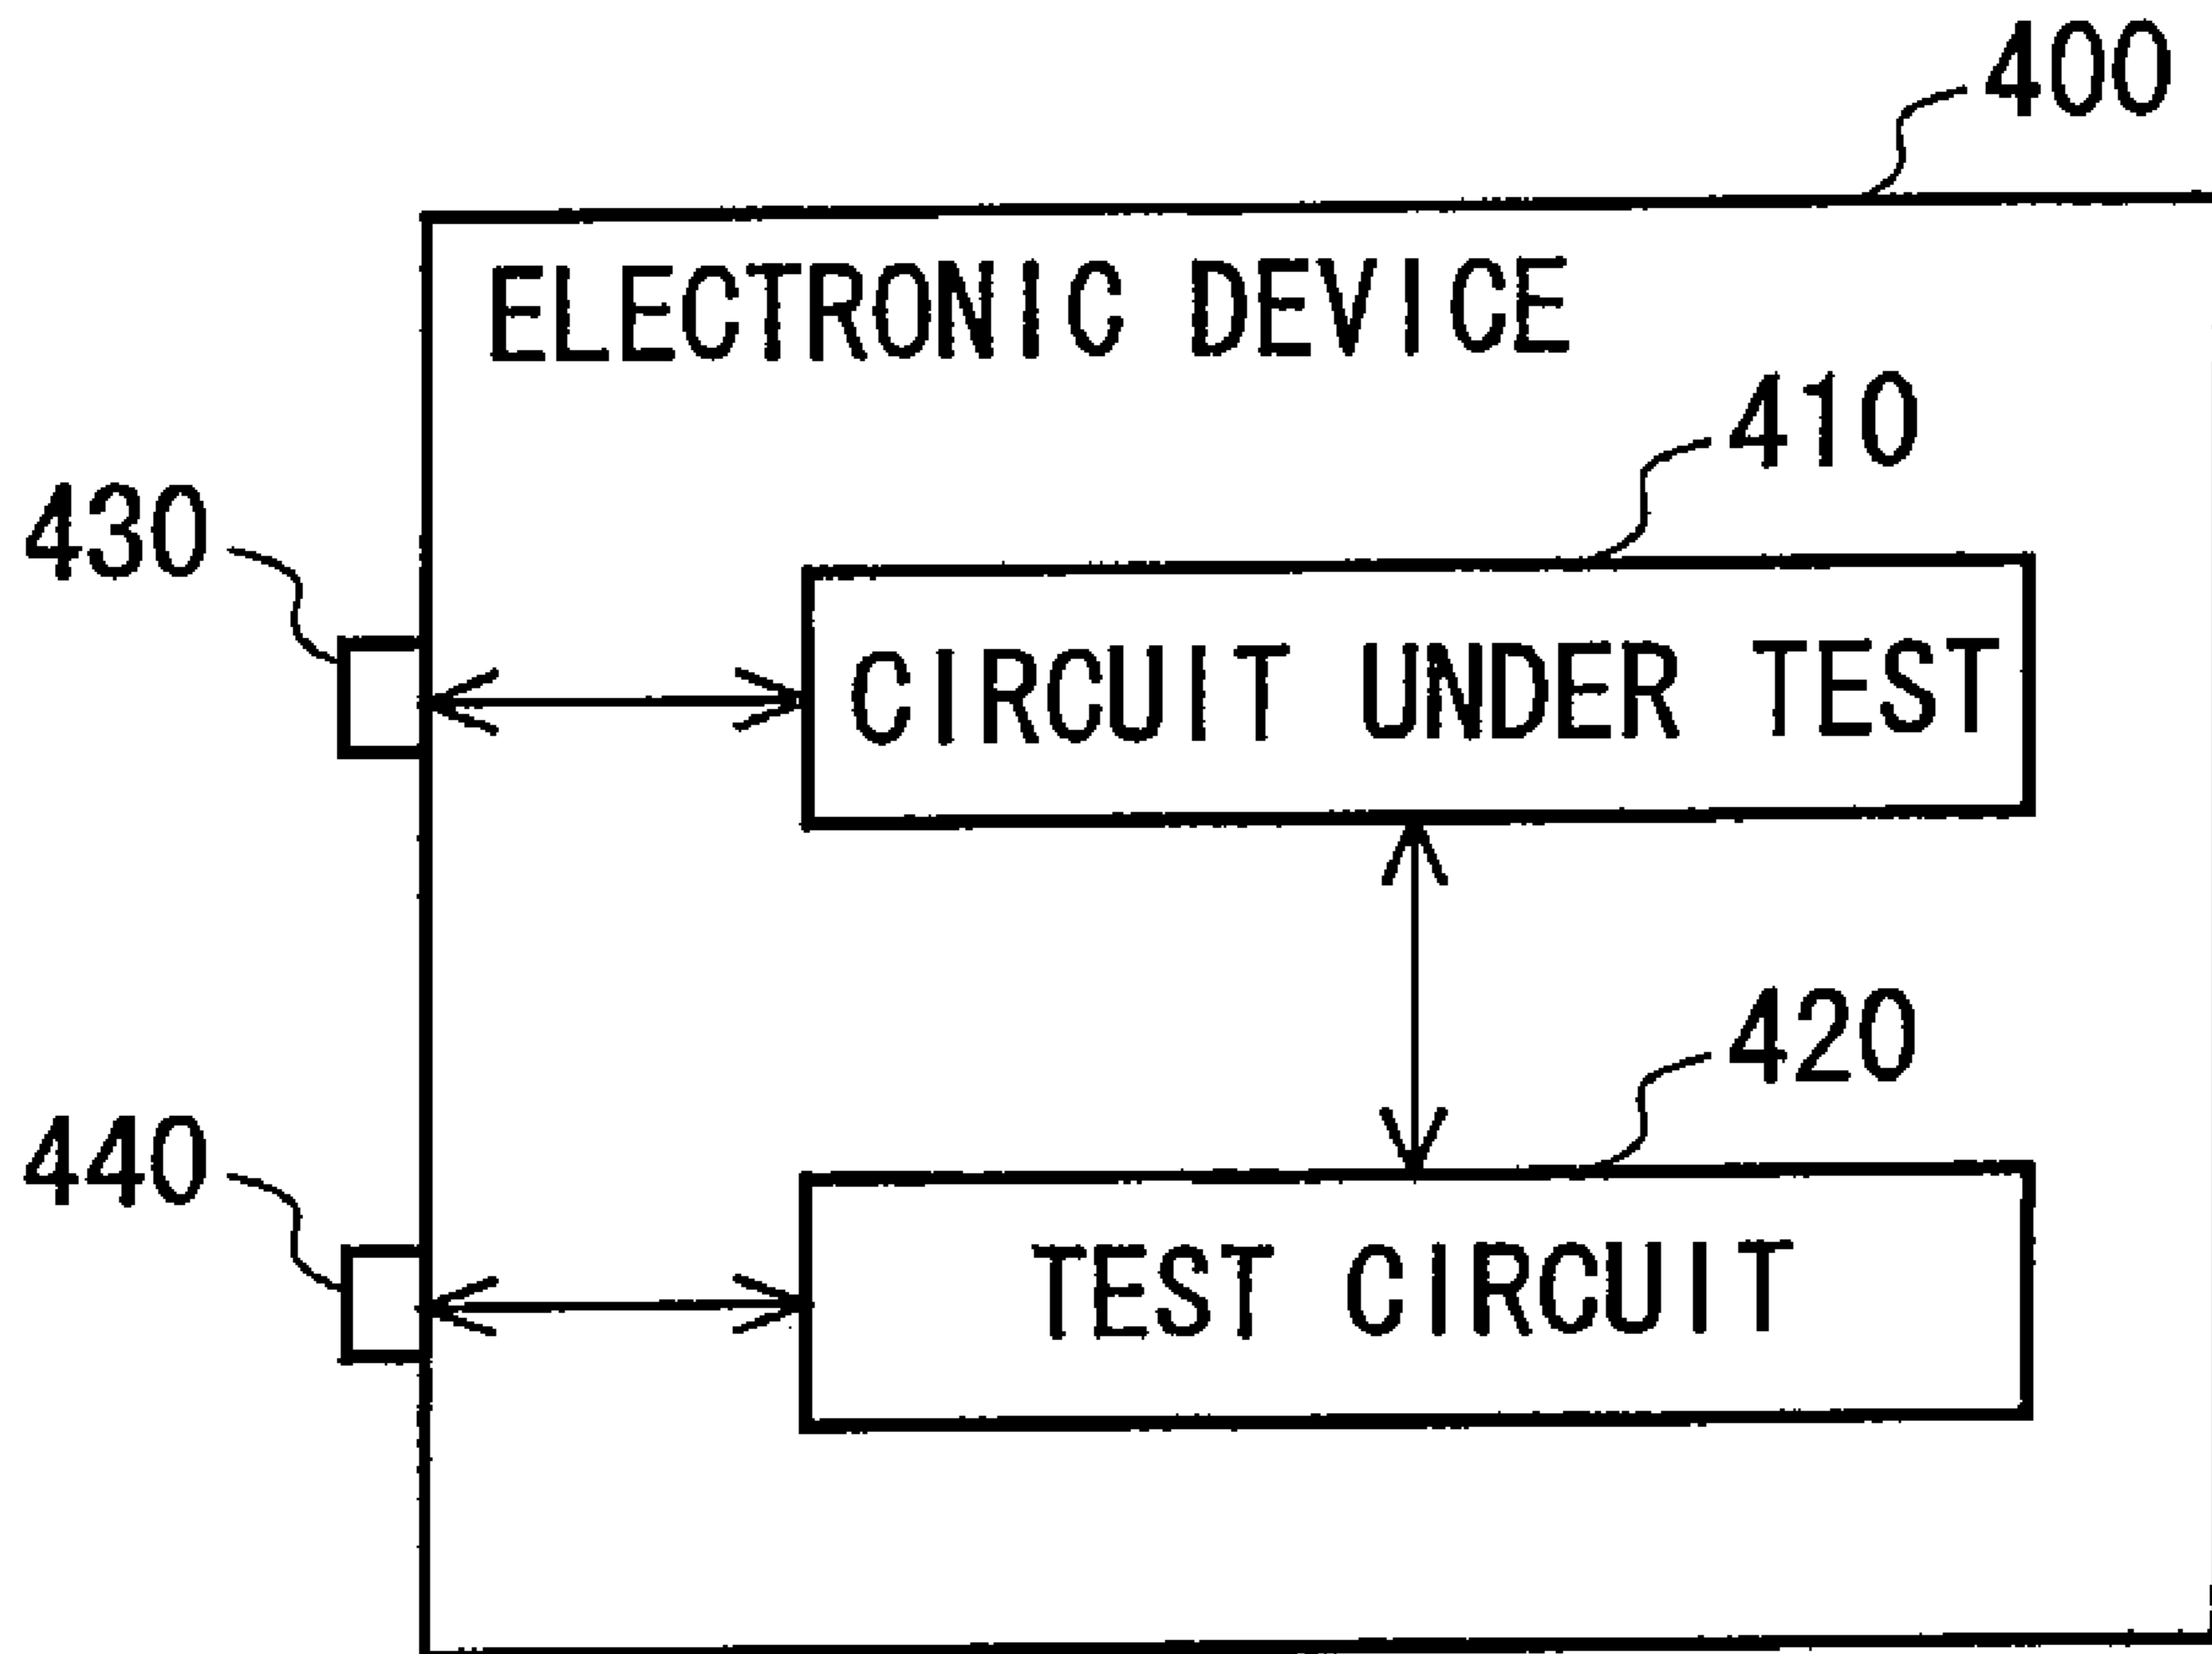 400
ELECTRONIC DEVICE
410
430
CIRCUIT UNDER TEST
420
440
TEST CIRCUIT